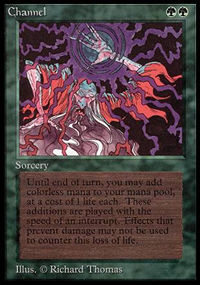 Channel
Sorcery
Until end of turn, you may add
colorless mana to your mana pool,
at a cost of 1 life each. These
additions are played with the
speed of an interrupt. Effects that
prevent damage may not be used
to counter this loss of life.
Illus. © Richard Thomas